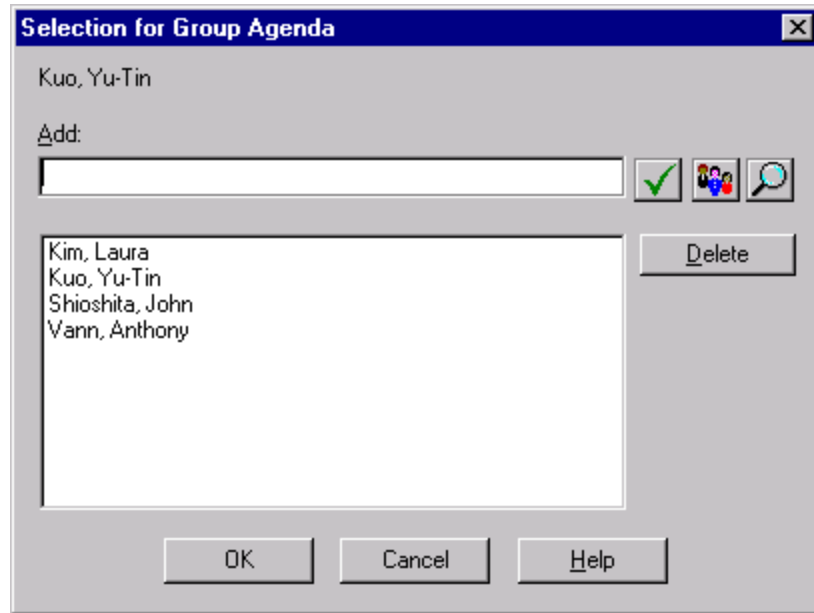 Selection for Group Agenda
Kuo, Yu-Tin
Add:
Kim, Laura
Kuo, Yu-Tin
Shioshita, John
Vann, Anthony
Delete
OK
Cancel
Help